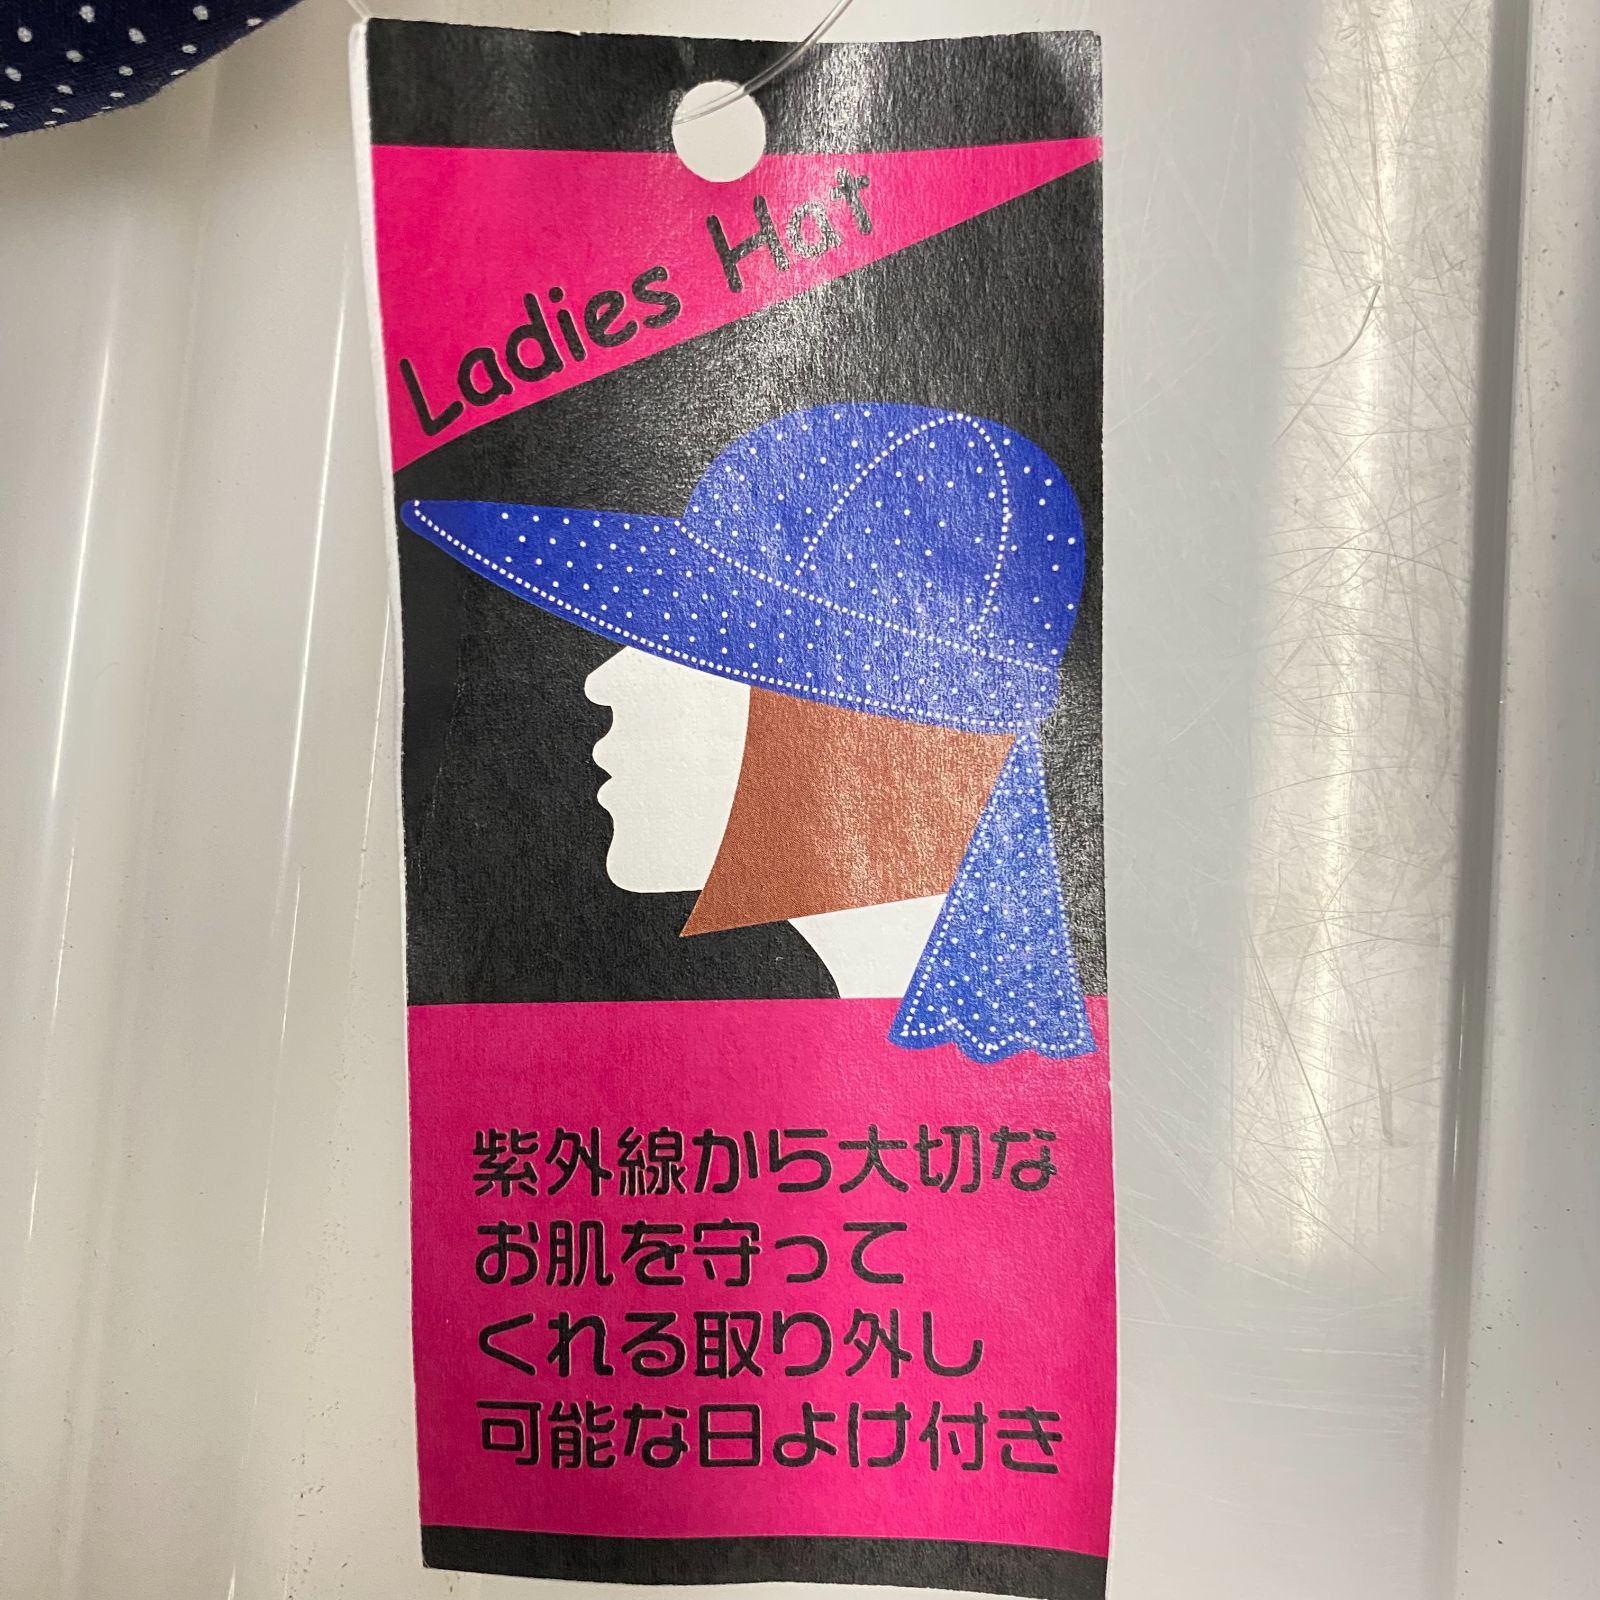 Ladies Hat
紫外線から大切な
お肌を守って
くれる取り外し
可能な日よけ付き